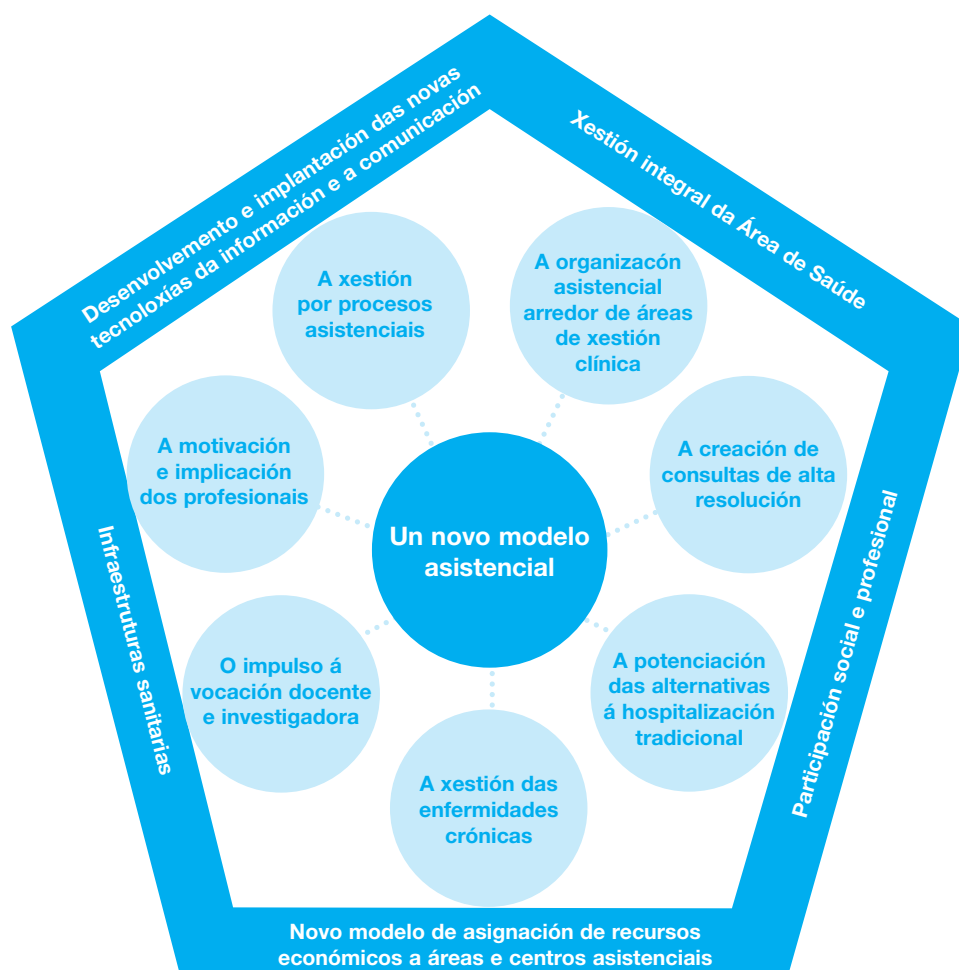 Desenvolvemento e implantación das novas
tecnoloxías da información e a comunicación
Xestión integral da Área de Saúde
A xestión
por procesos
asistenciais
A organizacón
asistencial
arredor de áreas
de xestión
clínica
A motivación
e implicación
dos profesionais
A creación de
consultas de alta
resolución
Un novo modelo
asistencial
Infraestruturas sanitarias
Participación social e profesional
O impulso á
vocación docente
e investigadora
A potenciación
das alternativas
á hospitalización
tradicional
A xestión das
enfermidades
crónicas
Novo modelo de asignación de recursos
económicos a áreas e centros asistenciais